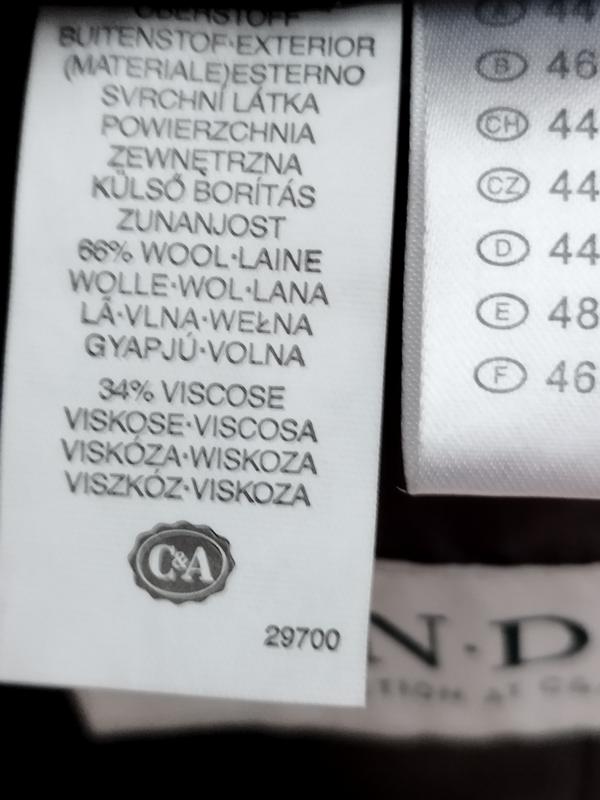 OBERSTOFF
BUITENSTOF·EXTERIOR
(MATERIALE)ESTERNO
SVRCHNÍ LÁTKA
POWIERZCHNIA
ZEWNĘTRZNA
KÜLSŐ BORÍTÁS
ZUNANJOST
66% WOOL·LAINE
WOLLE·WOL·LANA
LÃ·VLNA·WEŁNA
GYAPJÚ·VOLNA
34% VISCOSE
VISKOSE·VISCOSA
VISKÓZA·WISKOZA
VISZKÓZ·VISKOZA
C&A
29700
A 44
B 46
CH 44
CZ 44
D 44
E 48
F 46
N·D